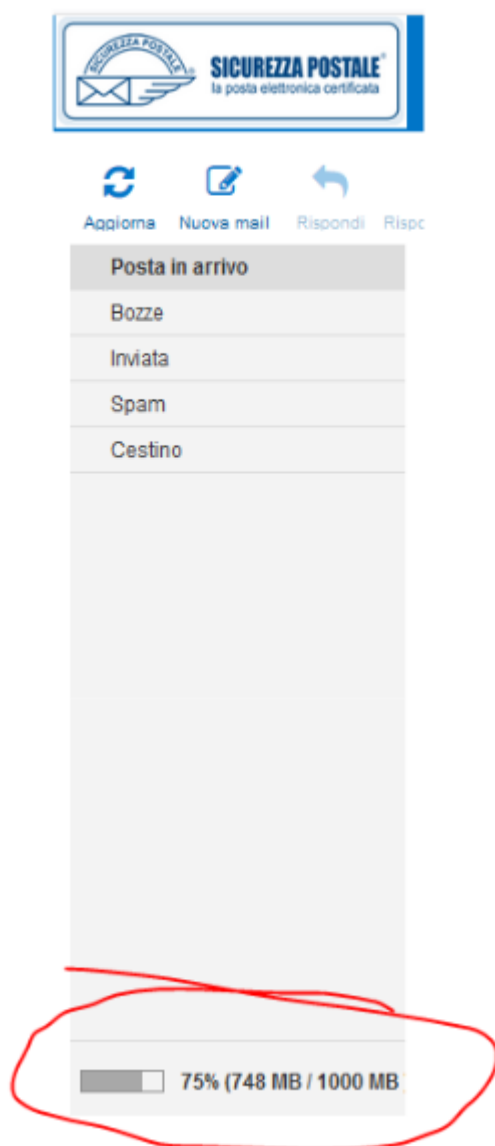 SICUREZZA POSTALE
SICUREZZA POSTALE®
la posta elettronica certificata
Aggiorna Nuova mail Rispondi Rispo
Posta in arrivo
Bozze
Inviata
Spam
Cestino
75% (748 MB / 1000 MB